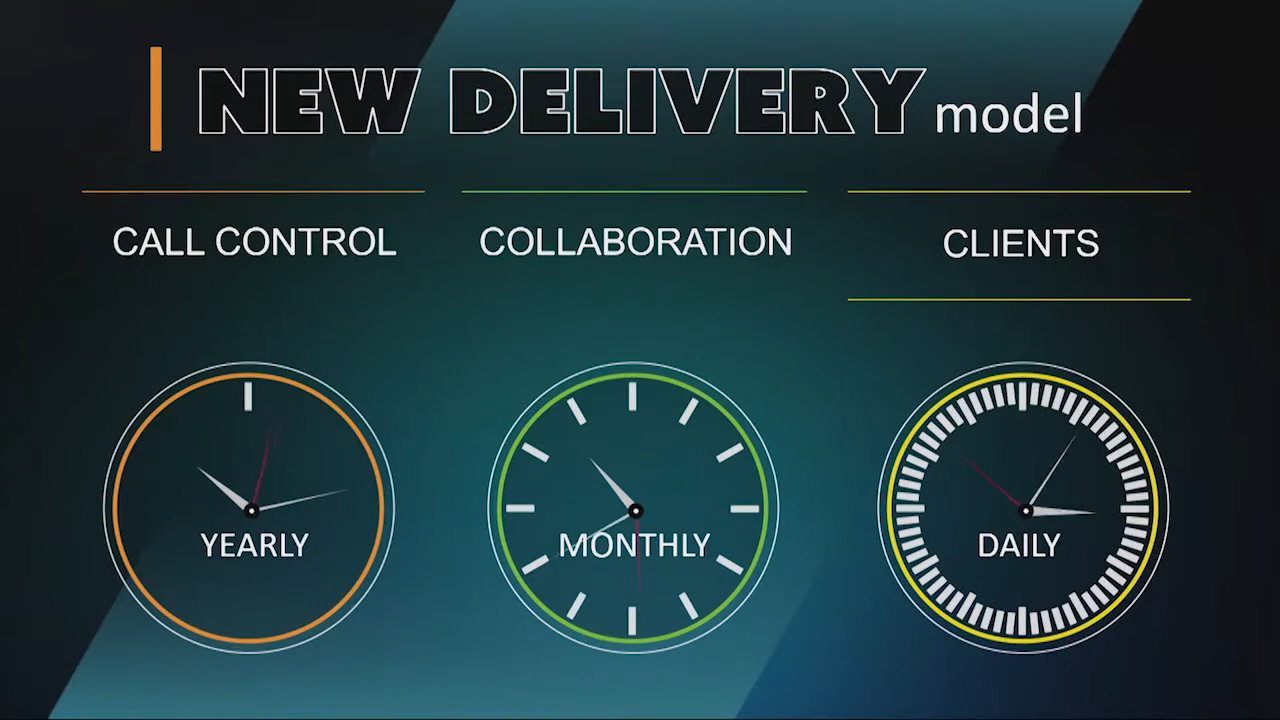 NEW DELIVERY model
CALL CONTROL
COLLABORATION
CLIENTS
YEARLY
MONTHLY
DAILY